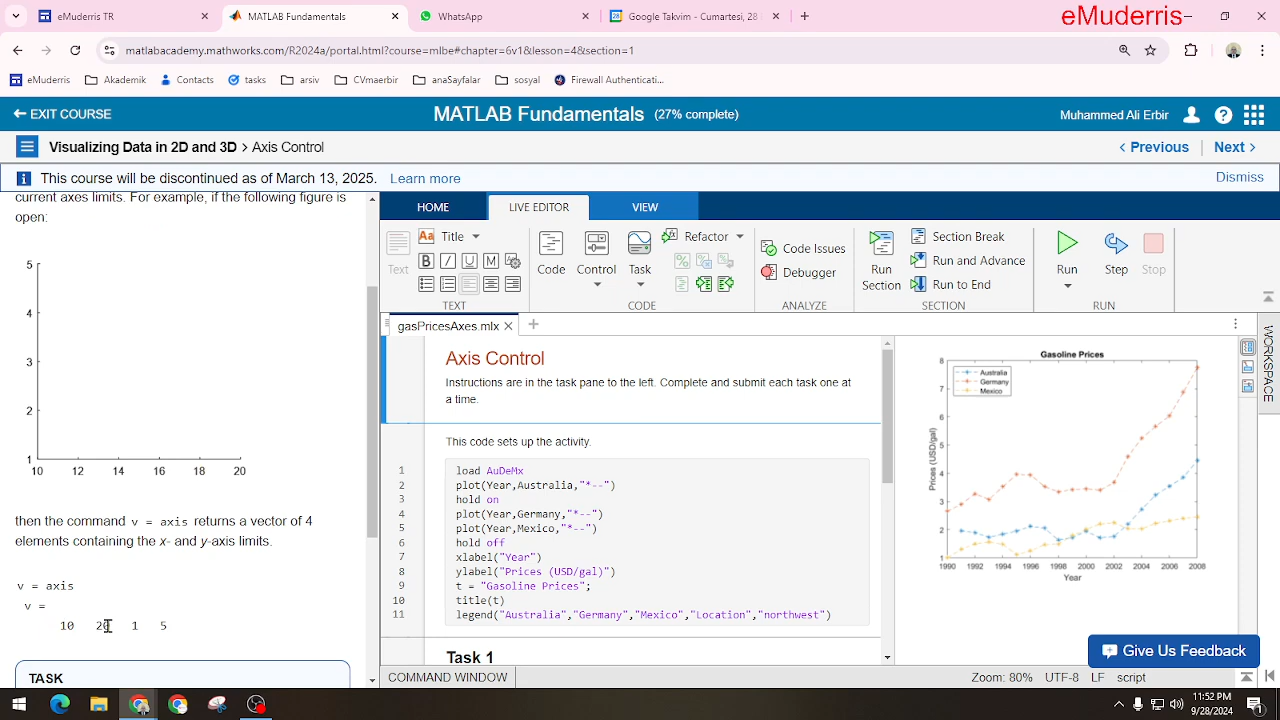 eMuderris TR
MATLAB Fundamentals
WhatsApp
Google Takvim - Cumartesi, 28
eMuderris
matlabacademy.mathworks.com/R2024a/portal.html?course=mlbe#chapter=6v1&lesson=4&section=1
eMuderris
Akademik
Contacts
tasks
arsiv
CVmaerbir
anaSayfalar
sosyal
Firewall Authenticati...
EXIT COURSE
MATLAB Fundamentals (27% complete)
Muhammed Ali Erbir
Visualizing Data in 2D and 3D > Axis Control
< Previous
Next >
This course will be discontinued as of March 13, 2025. Learn more
Dismiss
current axes limits. For example, if the following figure is
open:
5
4
3
2
1
10 12 14 16 18 20
then the command v = axis returns a vector of 4
elements containing the x- and y-axis limits.
v = axis
v =
10 20 1 5
TASK
HOME
LIVE EDITOR
VIEW
Text
Aa Title
B I U M
TEXT
Code
Control
Task
Refactor
CODE
Code Issues
Debugger
ANALYZE
Run
Section
Section Break
Run and Advance
Run to End
SECTION
Run
Step
Stop
RUN
gasPricesAxes.mlx
Axis Control
Instructions are in the task pane to the left. Complete and submit each task one at
a time.
This code sets up the activity.
1 load AuDeMx
2 plot(Year,Australia,"*--")
3 hold on
4 plot(Year,Germany,"*--")
5 plot(Year,Mexico,"*--")
6 hold off
7 xlabel("Year")
8 ylabel("Prices (USD/gal)")
9 t = "Gasoline Prices";
10 title(t)
11 legend("Australia","Germany","Mexico","Location","northwest")
Task 1
Gasoline Prices
Australia
Germany
Mexico
Prices (USD/gal)
8
7
6
5
4
3
2
1
1990 1992 1994 1996 1998 2000 2002 2004 2006 2008
Year
WORKSPACE
Give Us Feedback
COMMAND WINDOW
Zoom: 80%
UTF-8
LF
script
11:52 PM
9/28/2024